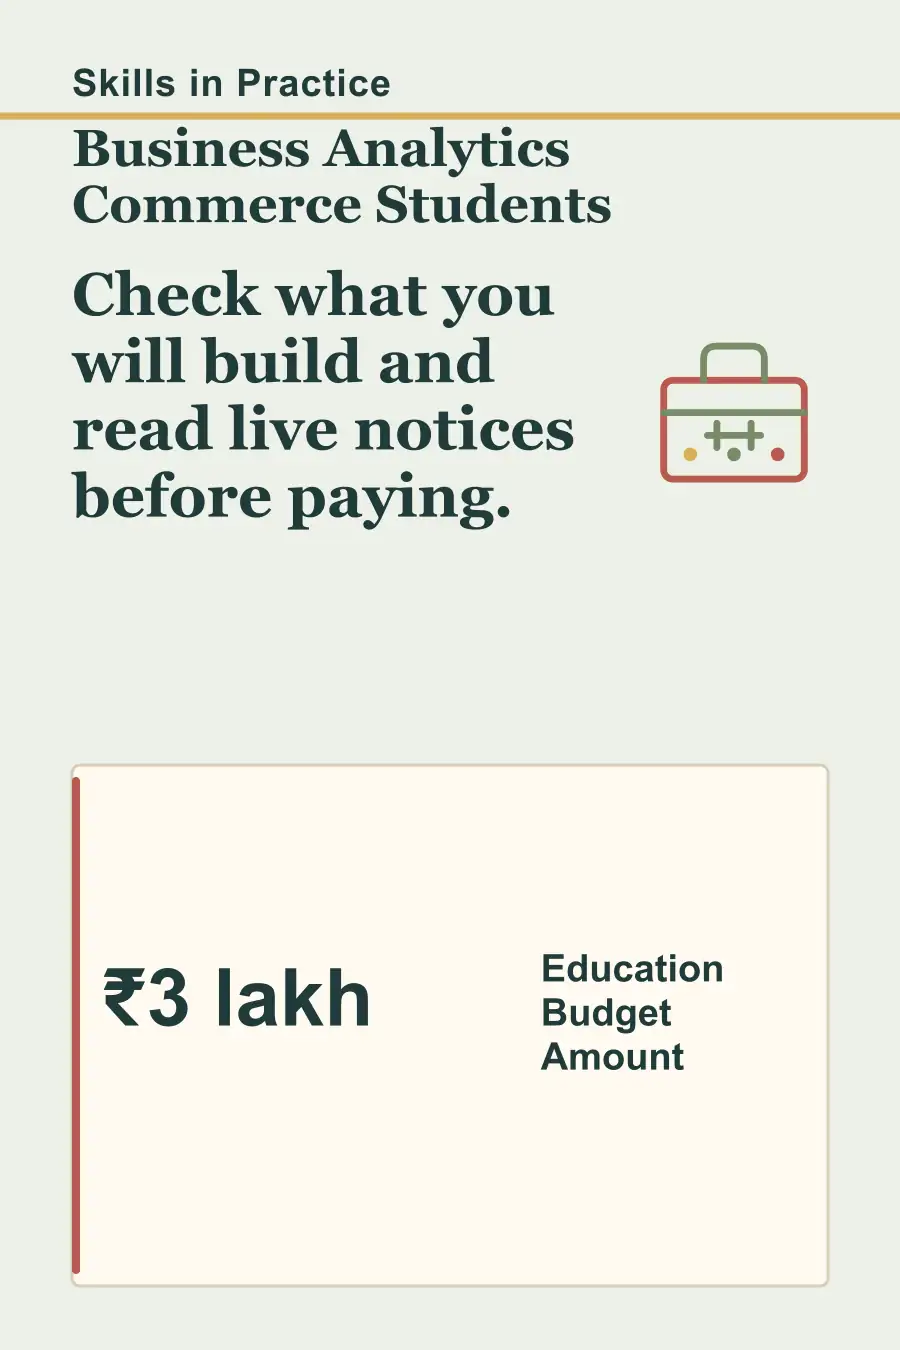 Skills in Practice
Business Analytics
Commerce Students
Check what you
will build and
read live notices
before paying.
₹3 lakh
Education
Budget
Amount